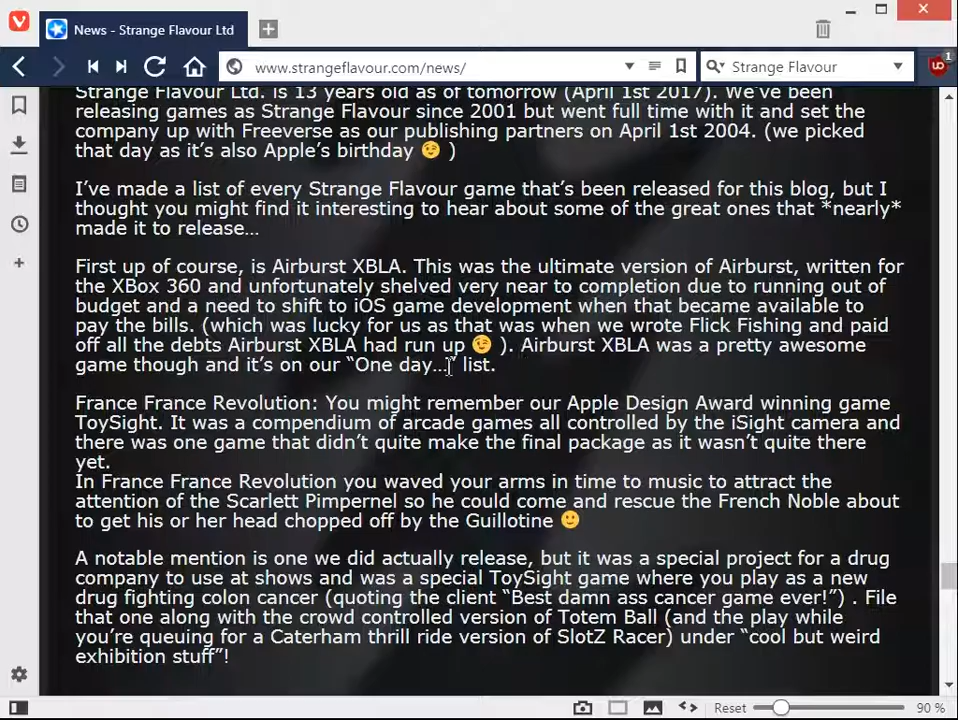 News - Strange Flavour Ltd
www.strangeflavour.com/news/
Strange Flavour
1
Strange Flavour Ltd. is 13 years old as of tomorrow (April 1st 2017). We've been
releasing games as Strange Flavour since 2001 but went full time with it and set the
company up with Freeverse as our publishing partners on April 1st 2004. (we picked
that day as it's also Apple's birthday 😉 )
I've made a list of every Strange Flavour game that's been released for this blog, but I
thought you might find it interesting to hear about some of the great ones that *nearly*
made it to release…
First up of course, is Airburst XBLA. This was the ultimate version of Airburst, written for
the XBox 360 and unfortunately shelved very near to completion due to running out of
budget and a need to shift to iOS game development when that became available to
pay the bills. (which was lucky for us as that was when we wrote Flick Fishing and paid
off all the debts Airburst XBLA had run up 😉 ). Airburst XBLA was a pretty awesome
game though and it's on our “One day…” list.
France France Revolution: You might remember our Apple Design Award winning game
ToySight. It was a compendium of arcade games all controlled by the iSight camera and
there was one game that didn't quite make the final package as it wasn't quite there
yet.
In France France Revolution you waved your arms in time to music to attract the
attention of the Scarlett Pimpernel so he could come and rescue the French Noble about
to get his or her head chopped off by the Guillotine 🙂
A notable mention is one we did actually release, but it was a special project for a drug
company to use at shows and was a special ToySight game where you play as a new
drug fighting colon cancer (quoting the client “Best damn ass cancer game ever!”) . File
that one along with the crowd controlled version of Totem Ball (and the play while
you're queuing for a Caterham thrill ride version of SlotZ Racer) under “cool but weird
exhibition stuff”!
Reset
90 %